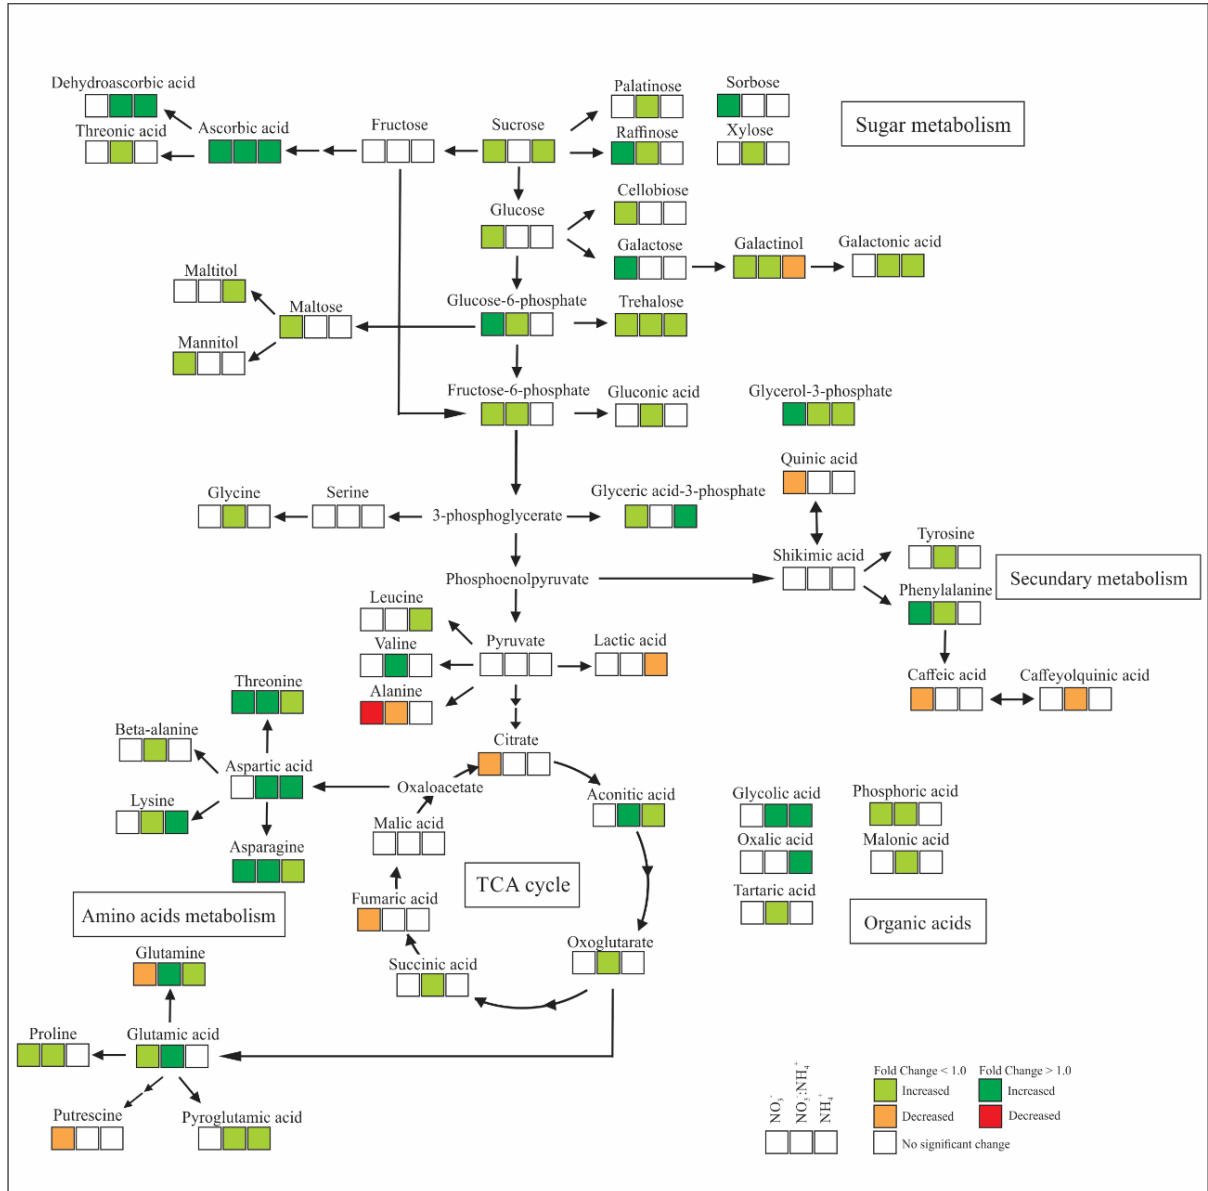 Dehydroascorbic acid
Palatinose
Sorbose
Sugar metabolism
Threonic acid
Ascorbic acid
Fructose
Sucrose
Raffinose
Xylose
Glucose
Cellobiose
Galactose
Galactinol
Galactonic acid
Maltitol
Maltose
Glucose-6-phosphate
Trehalose
Mannitol
Fructose-6-phosphate
Gluconic acid
Glycerol-3-phosphate
Quinic acid
Glycine
Serine
3-phosphoglycerate
Glyceric acid-3-phosphate
Shikimic acid
Tyrosine
Phosphoenolpyruvate
Secundary metabolism
Phenylalanine
Leucine
Valine
Pyruvate
Lactic acid
Alanine
Caffeic acid
Caffeyolquinic acid
Threonine
Beta-alanine
Citrate
Aspartic acid
Oxaloacetate
Aconitic acid
Glycolic acid
Phosphoric acid
Lysine
Malic acid
Oxalic acid
Malonic acid
Asparagine
TCA cycle
Tartaric acid
Amino acids metabolism
Fumaric acid
Organic acids
Glutamine
Succinic acid
Oxoglutarate
Proline
Glutamic acid
Putrescine
Pyroglutamic acid
NO₃⁻
NO₃⁻:NH₄⁺
NH₄⁺
Fold Change < 1.0
Fold Change > 1.0
Increased
Increased
Decreased
Decreased
No significant change